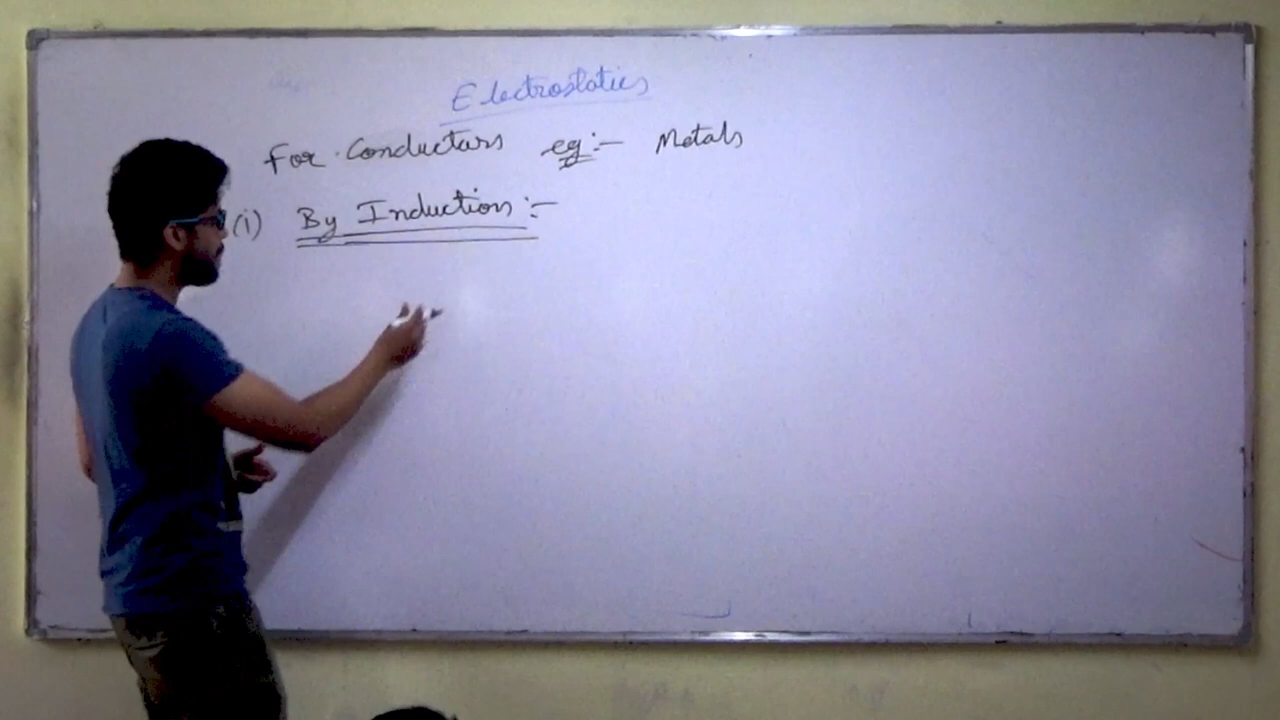 Electrostatics
For Conductors eg:- Metals
(i) By Induction :-